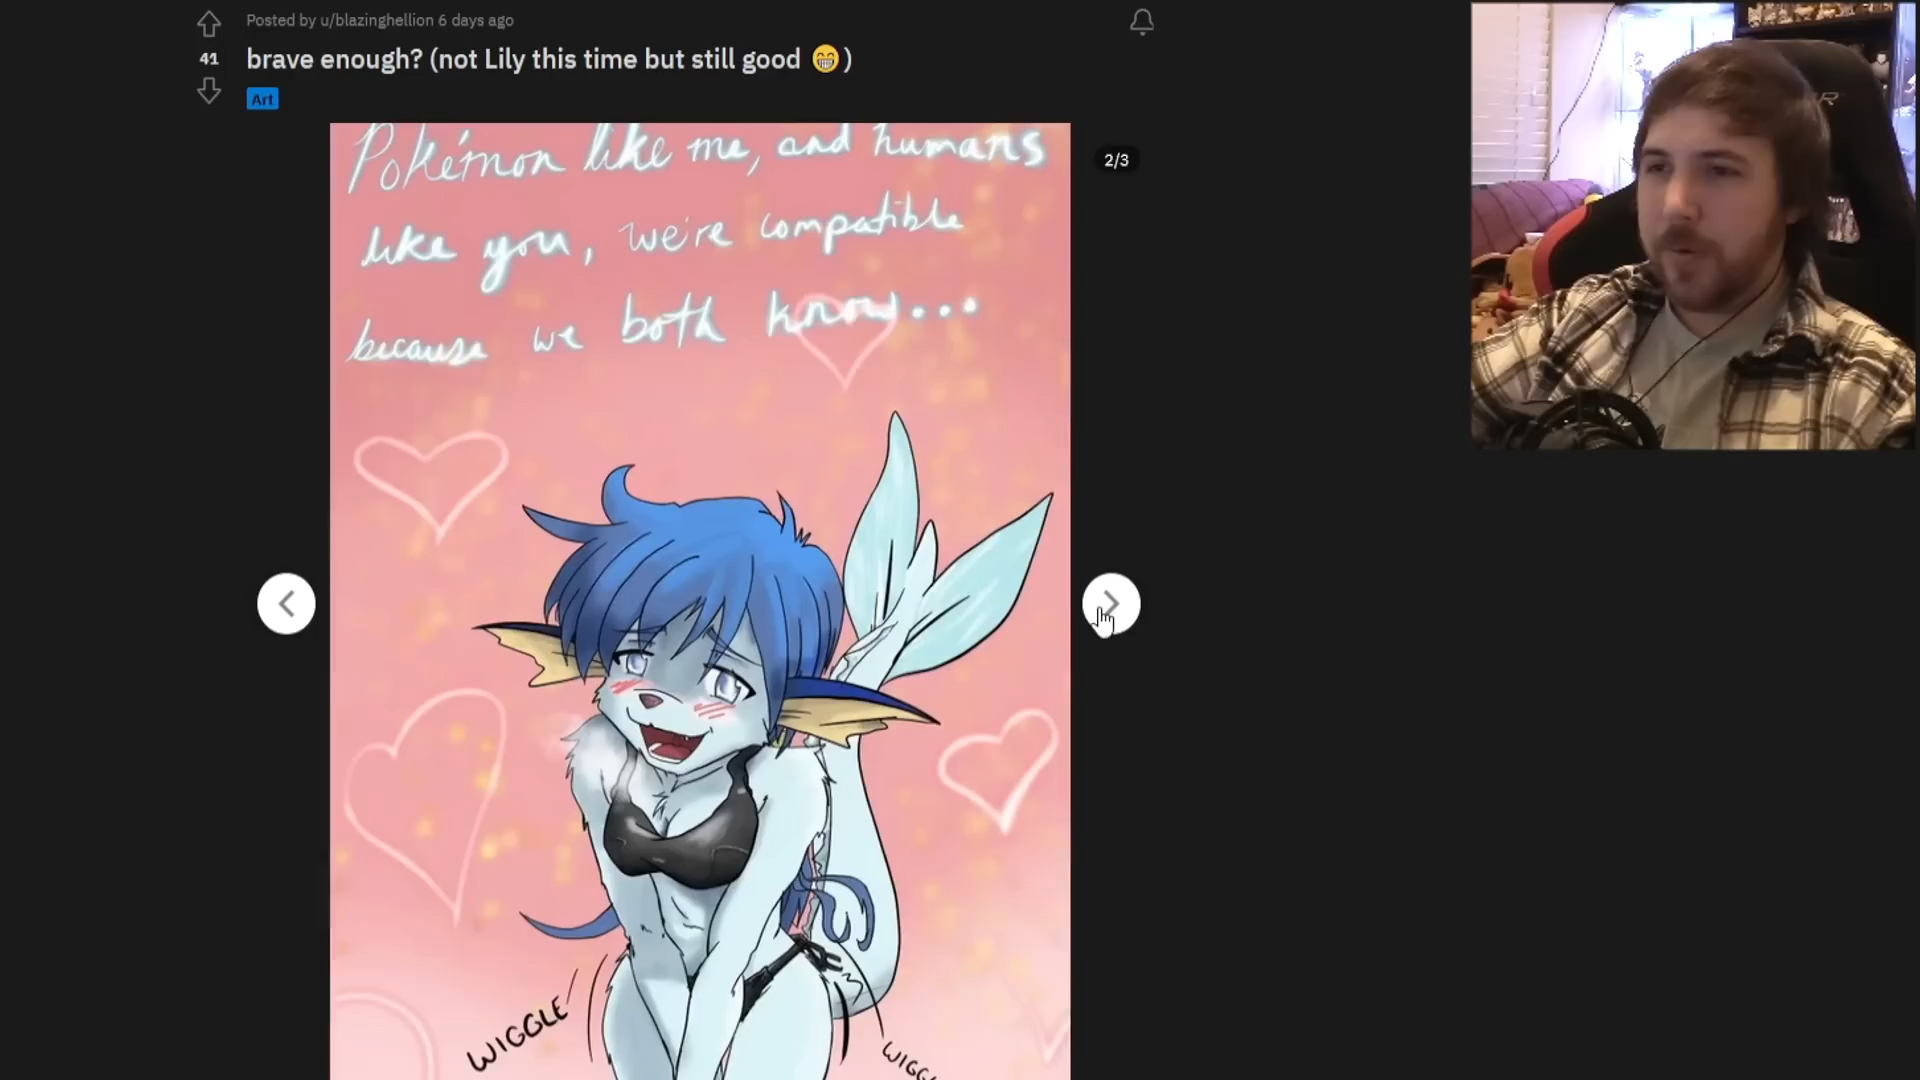 Posted by u/blazinghellion 6 days ago
41
brave enough? (not Lily this time but still good 😁)
Art
Pokémon like me, and humans
like you, we're compatible
because we both know...
2/3
WIGGLE
WIGG